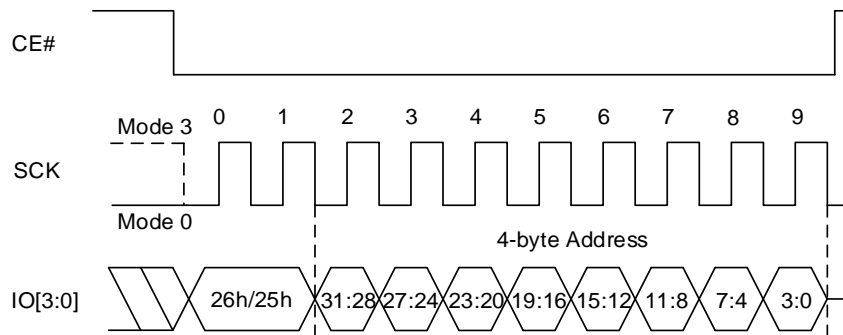 CE#
Mode 3 0 1 2 3 4 5 6 7 8 9
SCK
Mode 0
4-byte Address
IO[3:0] 26h/25h 31:28 27:24 23:20 19:16 15:12 11:8 7:4 3:0